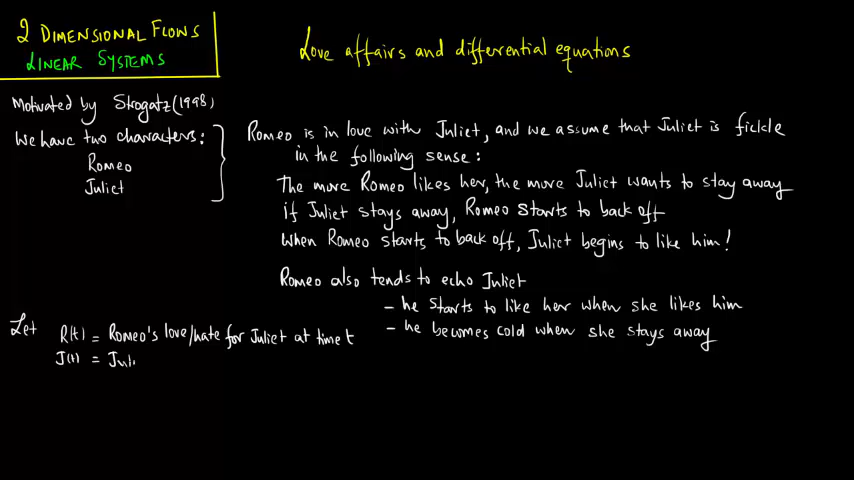 2 DIMENSIONAL FLOWS
LINEAR SYSTEMS
Love affairs and differential equations
Motivated by Strogatz (1998)
We have two characters:
Romeo
Juliet
Romeo is in love with Juliet, and we assume that Juliet is fickle
in the following sense:
The more Romeo likes her, the more Juliet wants to stay away
if Juliet stays away, Romeo starts to back off
When Romeo starts to back off, Juliet begins to like him!
Romeo also tends to echo Juliet
- he starts to like her when she likes him
- he becomes cold when she stays away
Let
R(t) = Romeo's love/hate for Juliet at time t
J(t) = Juli